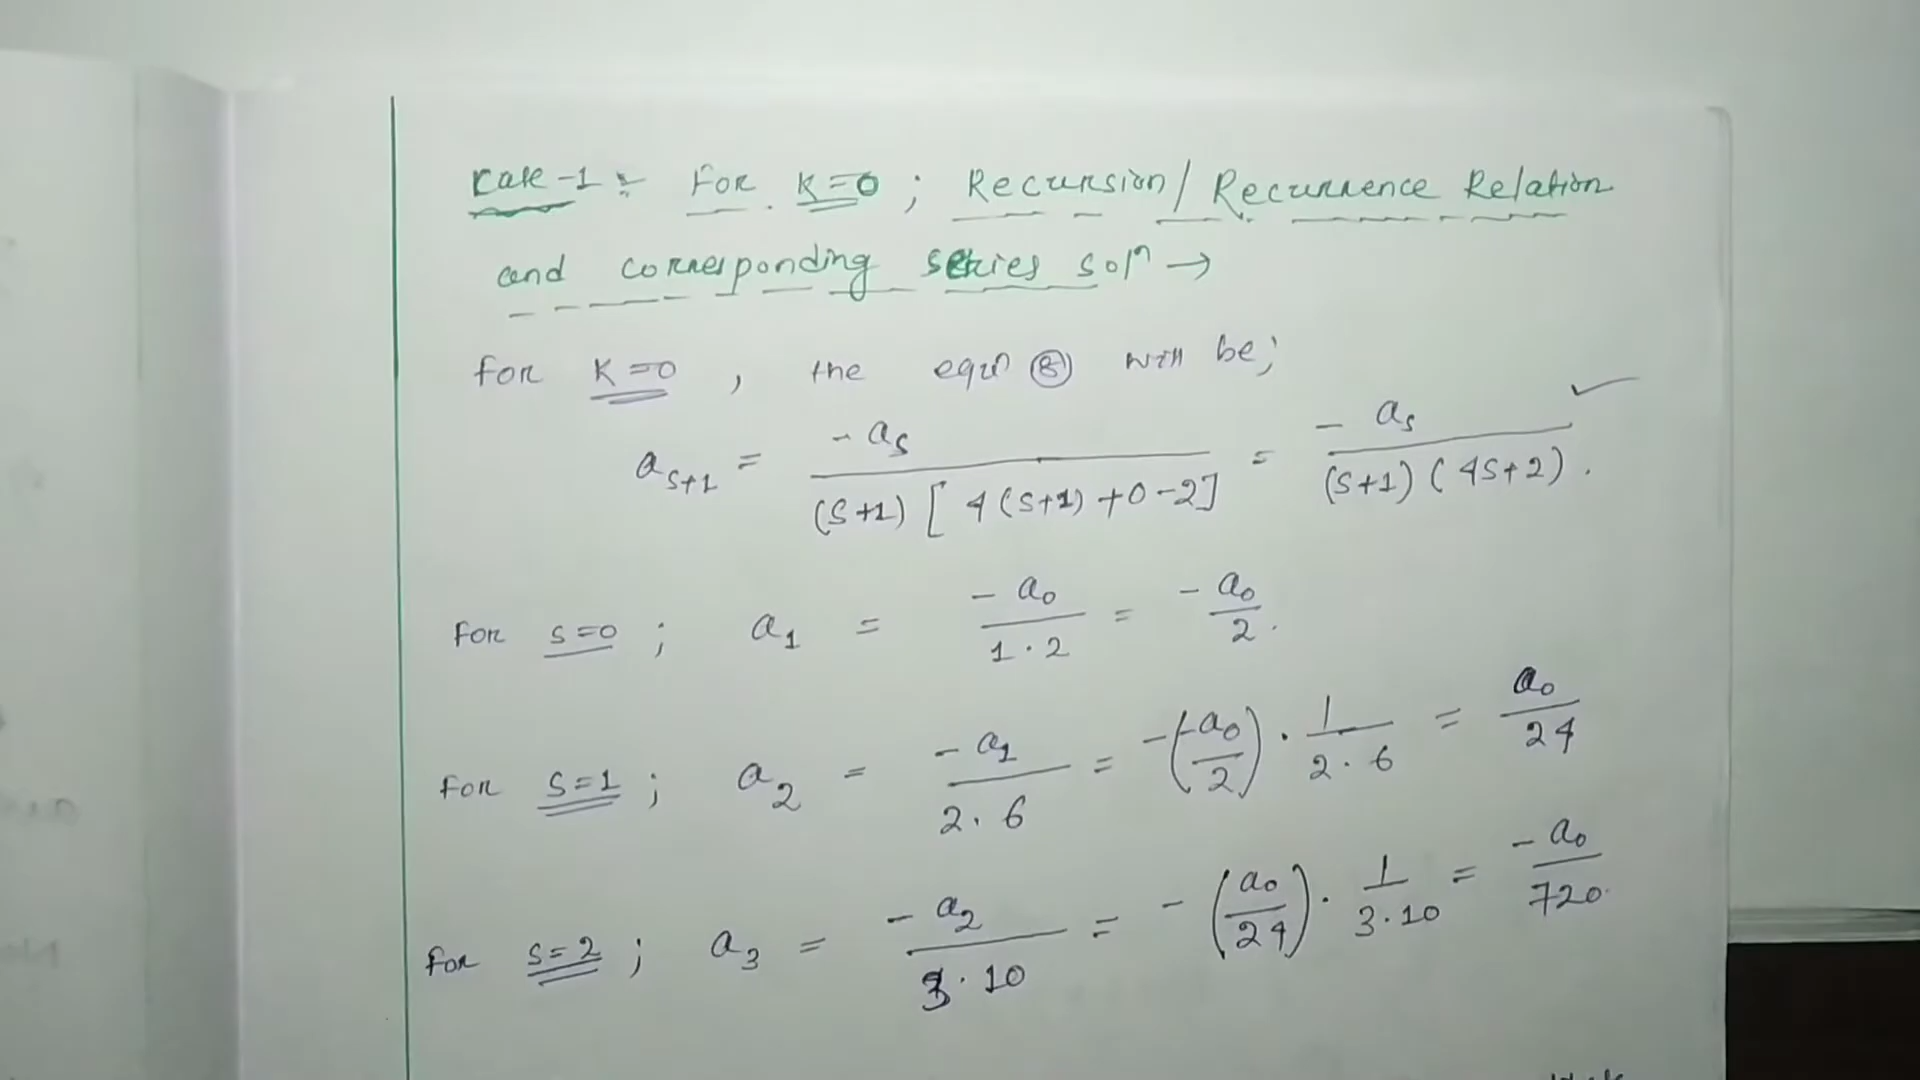 Case-1:- For K=0 ; Recursion/Recurrence Relation
and corresponding series solⁿ →
for K=0 , the equⁿ ⑧ will be;
a_{s+1} = -a_s / (s+1)[4(s+1)+0-2] = -a_s / (s+1)(4s+2) .
For s=0 ; a_1 = -a_0 / 1·2 = -a_0 / 2 .
For s=1 ; a_2 = -a_1 / 2.6 = -(-a_0/2) · 1 / 2.6 = a_0 / 24
for s=2 ; a_3 = -a_2 / 3·10 = -(a_0/24) · 1 / 3·10 = -a_0 / 720.